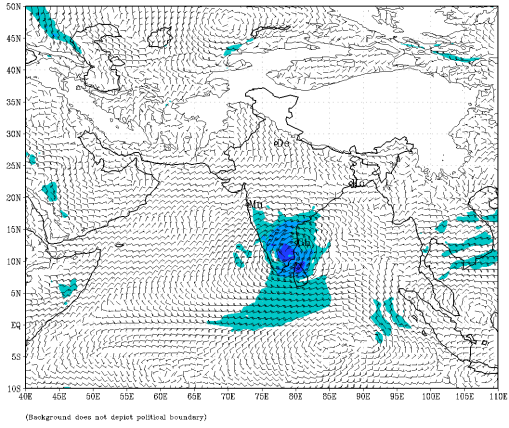 50N
45N
40N
35N
30N
25N
20N
15N
10N
5N
EQ
5S
10S
Mu
40E 45E 50E 55E 60E 65E 70E 75E 80E 85E 90E 95E 100E 105E 110E
(Background does not depict political boundary)